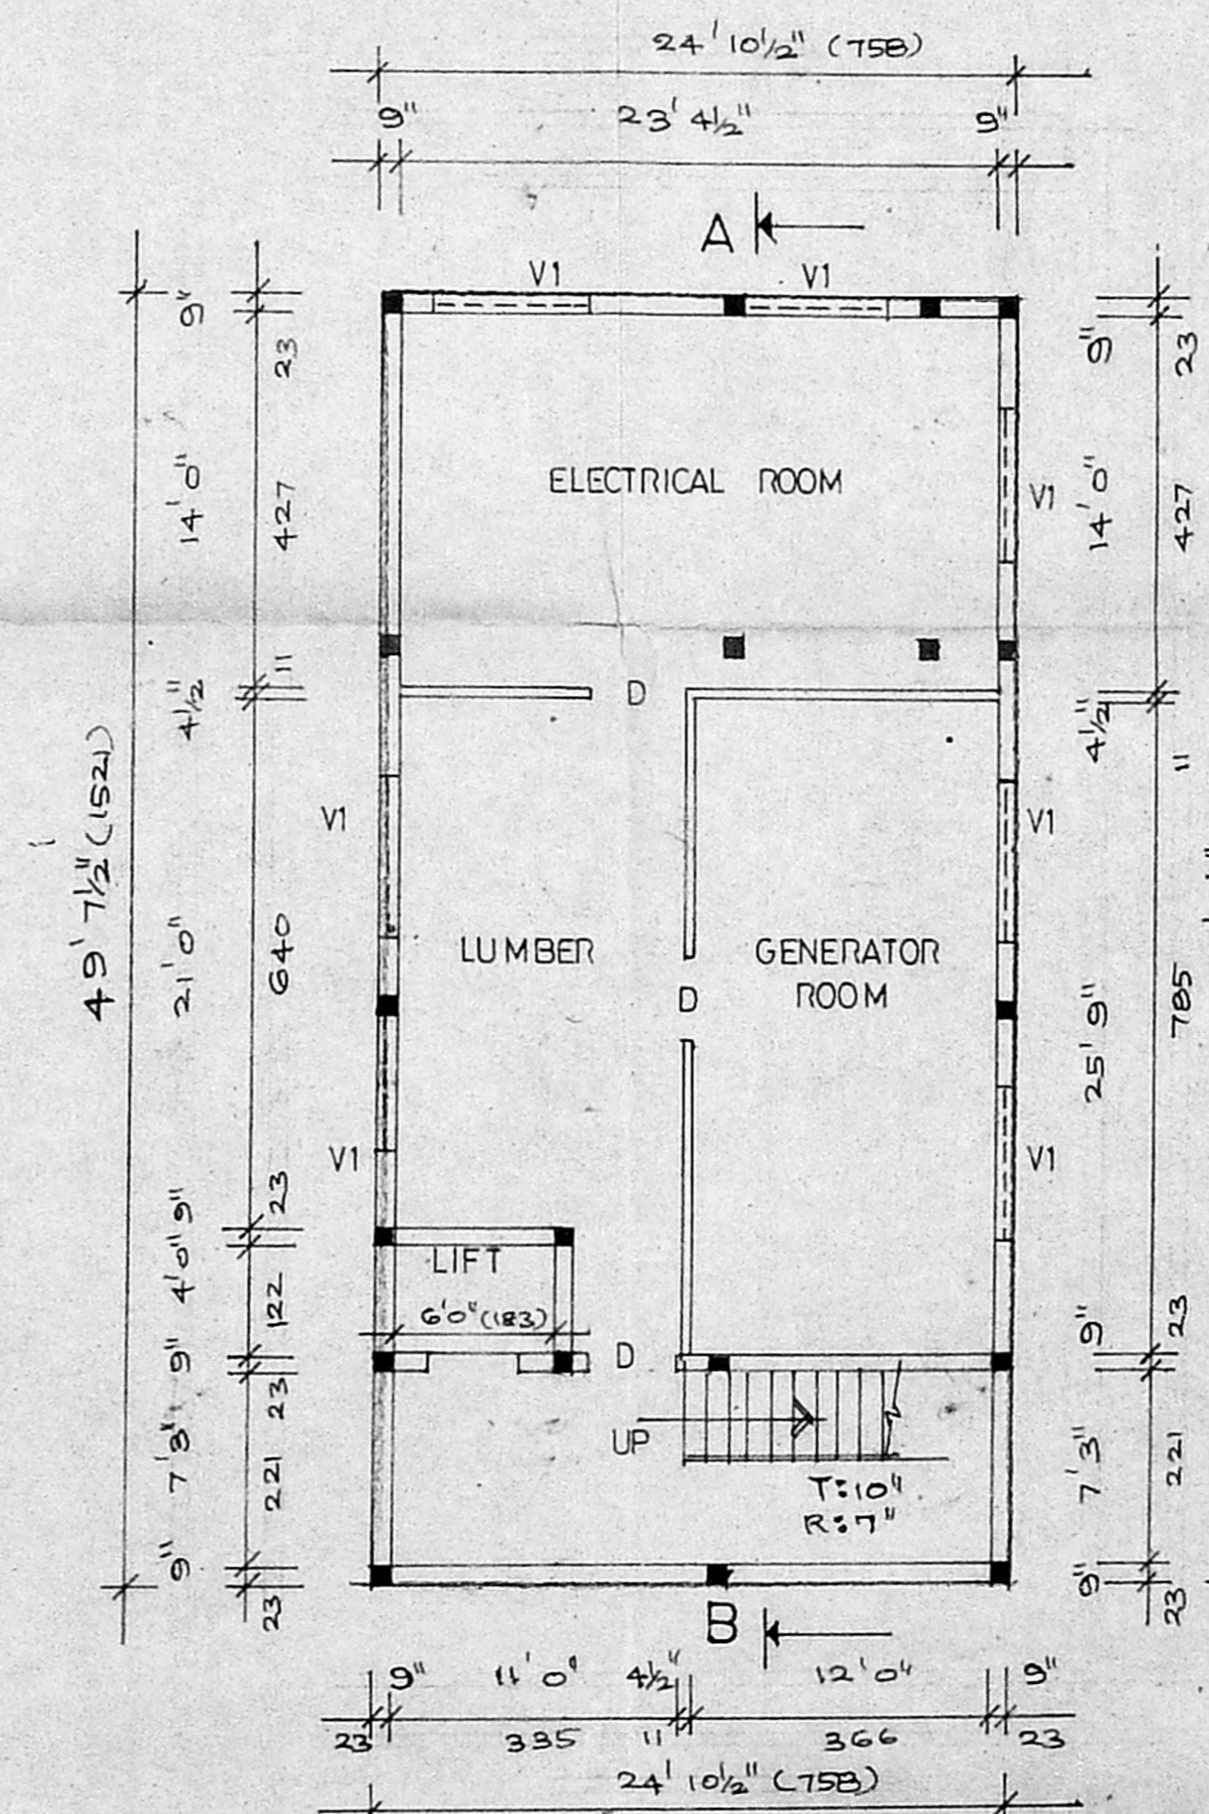 24' 10½" (758)
9" 23' 4½" 9"
A
V1 V1
9" 23
9" 23
ELECTRICAL ROOM
V1
14'0" 427
14'0" 427
4½" 11
D
4½" 11
49' 7½" (1521)
V1 V1
21'0" 640
LUMBER
GENERATOR
ROOM
D
25' 9" 785
V1 V1
9" 23
LIFT
4'0" 122
6'0" (183)
9" 23
D
9" 23
UP
7'3" 221
7'3" 221
T:10"
R:7"
9" 23
9" 23
B
9" 11'0" 4½" 12'0" 9"
23 335 11 366 23
24' 10½" (758)